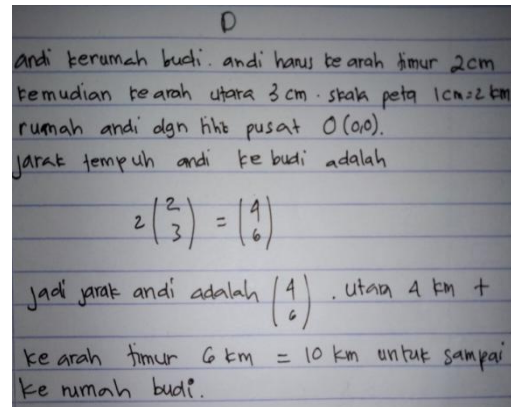 D
andi kerumah budi. andi harus ke arah timur 2cm
kemudian ke arah utara 3 cm. skala peta 1cm=2 km
rumah andi dgn titik pusat O (0,0).
jarak tempuh andi ke budi adalah
2 (2 3) = (4 6)
jadi jarak andi adalah (4 6). utara 4 km +
ke arah timur 6 km = 10 km untuk sampai
ke rumah budi.